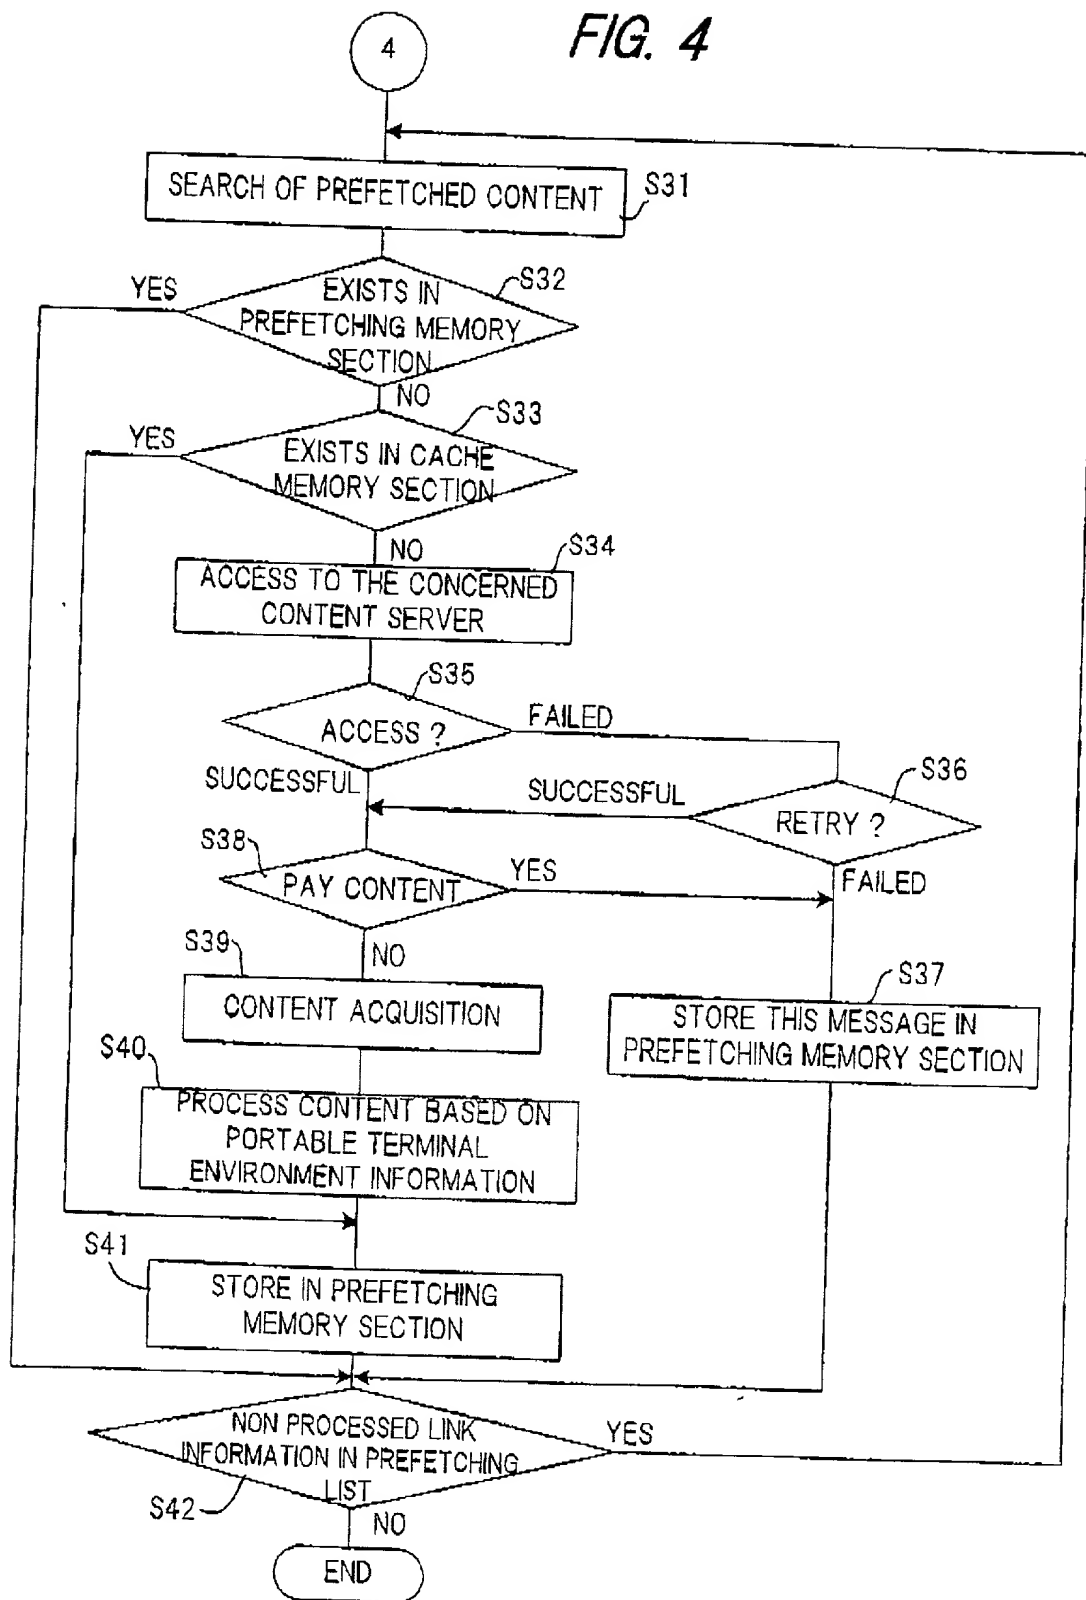 FIG. 4
4
SEARCH OF PREFETCHED CONTENT
S31
S32
YES
EXISTS IN
PREFETCHING MEMORY
SECTION
NO
S33
YES
EXISTS IN CACHE
MEMORY SECTION
NO
S34
ACCESS TO THE CONCERNED
CONTENT SERVER
S35
ACCESS ?
FAILED
SUCCESSFUL
S36
SUCCESSFUL
RETRY ?
S38
PAY CONTENT
YES
FAILED
NO
S39
CONTENT ACQUISITION
S37
STORE THIS MESSAGE IN
PREFETCHING MEMORY SECTION
S40
PROCESS CONTENT BASED ON
PORTABLE TERMINAL
ENVIRONMENT INFORMATION
S41
STORE IN PREFETCHING
MEMORY SECTION
NON PROCESSED LINK
INFORMATION IN PREFETCHING
LIST
YES
S42
NO
END